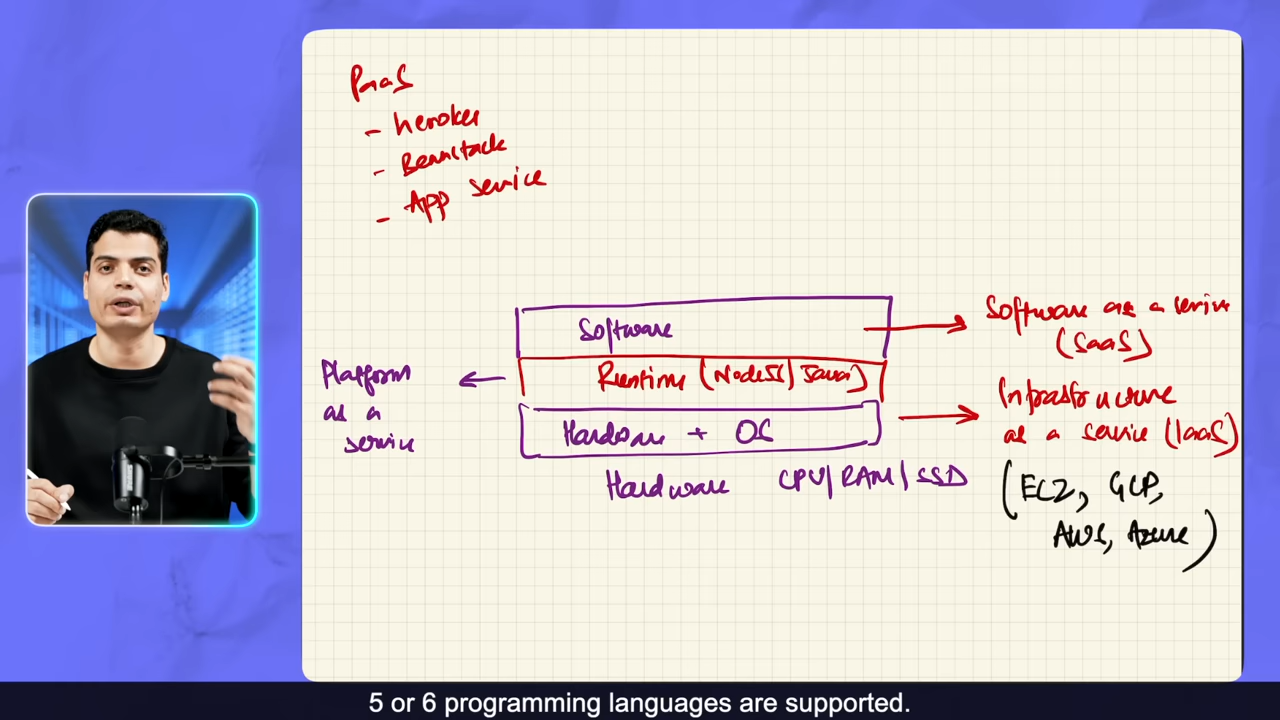 PaaS
- heroku
- Beanstack
- App service
Software
Software as a service
(SaaS)
Platform
as a
service
Runtime (NodeJS | Java)
Infrastructure
as a service (IaaS)
Hardware + OS
Hardware CPU/RAM/SSD
(EC2, GCP,
AWS, Azure)
5 or 6 programming languages are supported.